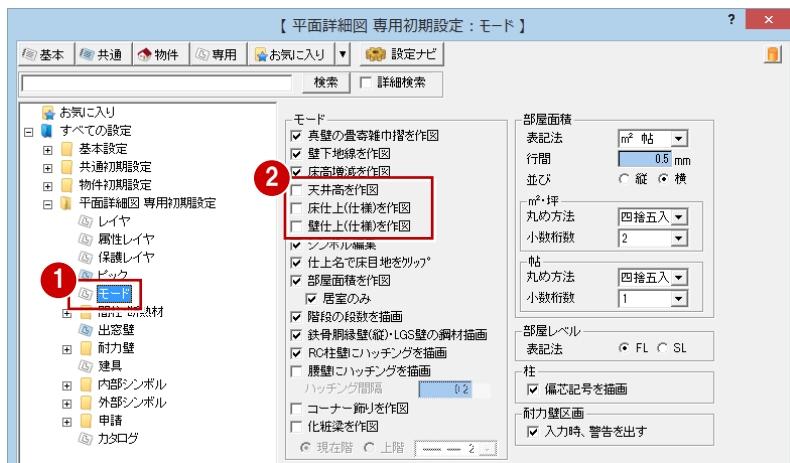 【 平面詳細図 専用初期設定：モード 】
? ×
基本 共通 物件 専用 お気に入り ▼ 設定ナビ
検索 詳細検索
お気に入り
すべての設定
基本設定
共通初期設定
物件初期設定
平面詳細図 専用初期設定
レイヤ
属性レイヤ
保護レイヤ
ピック
1
モード
間柱・断熱材
出窓壁
耐力壁
建具
内部シンボル
外部シンボル
申請
カタログ
モード
真壁の畳寄雑巾摺を作図
壁下地線を作図
床高増減を作図
2
天井高を作図
床仕上(仕様)を作図
壁仕上(仕様)を作図
シンボル編集
仕上名で床目地をクリップ
部屋面積を作図
居室のみ
階段の段数を描画
鉄骨胴縁壁(縦)・LGS壁の鋼材描画
RC柱壁にハッチングを描画
腰壁にハッチングを描画
ハッチング間隔 0.2
コーナー飾りを作図
化粧梁を作図
現在階 上階 2
部屋面積
表記法 m² 帖
行間 0.5 mm
並び 縦 横
m²・坪
丸め方法 四捨五入
小数桁数 2
帖
丸め方法 四捨五入
小数桁数 1
部屋レベル
表記法 FL SL
柱
偏芯記号を描画
耐力壁区画
入力時、警告を出す